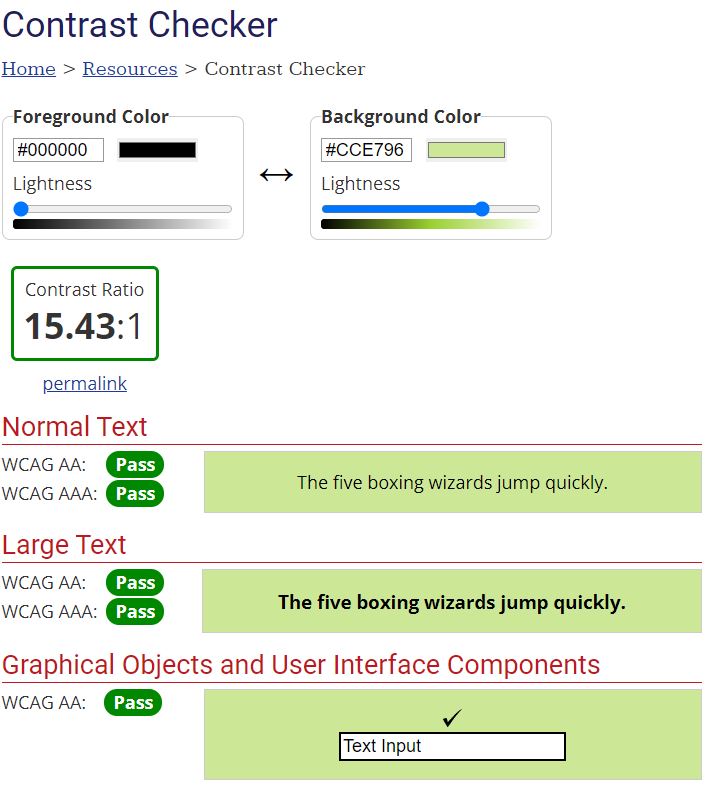 Contrast Checker
Home > Resources > Contrast Checker
Foreground Color
#000000
Lightness
Background Color
#CCE796
Lightness
Contrast Ratio
15.43:1
permalink
Normal Text
WCAG AA: Pass
WCAG AAA: Pass
The five boxing wizards jump quickly.
Large Text
WCAG AA: Pass
WCAG AAA: Pass
The five boxing wizards jump quickly.
Graphical Objects and User Interface Components
WCAG AA: Pass
Text Input